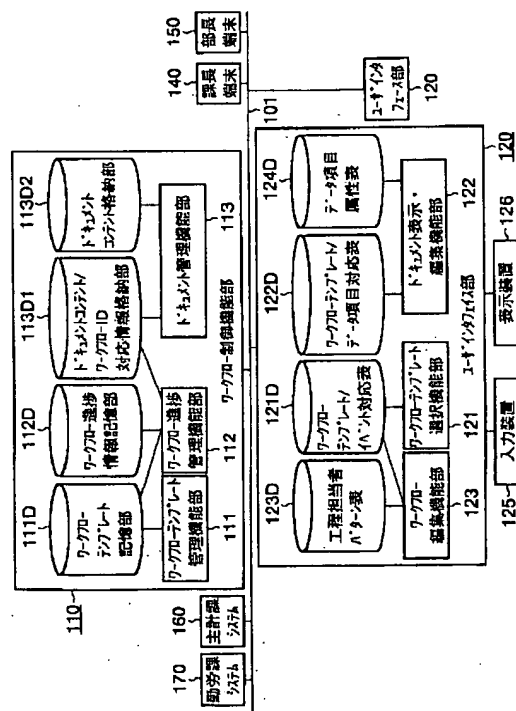 110
111D
ワークフロー
テンプレート
記憶部
112D
ワークフロー進捗
情報記憶部
113D1
ドキュメントコンテント/
ワークフローID
対応情報格納部
113D2
ドキュメント
コンテント格納部
ワークフローテンプレート
管理機能部
111
ワークフロー進捗
管理機能部
112
ドキュメント管理機能部
113
ワークフロー制御機能部
140
課長
端末
150
部長
端末
160
主計課
システム
170
勤労課
システム
101
ユーザインタ
フェース部
120
123D
工程担当者
パターン表
121D
ワークフロー
テンプレート/
イベント対応表
122D
ワークフローテンプレート/
データ項目対応表
124D
データ項目
属性表
ワークフロー
編集機能部
123
ワークフローテンプレート
選択機能部
121
ドキュメント表示・
編集機能部
122
ユーザインタフェイス部
120
125
入力装置
表示装置
126